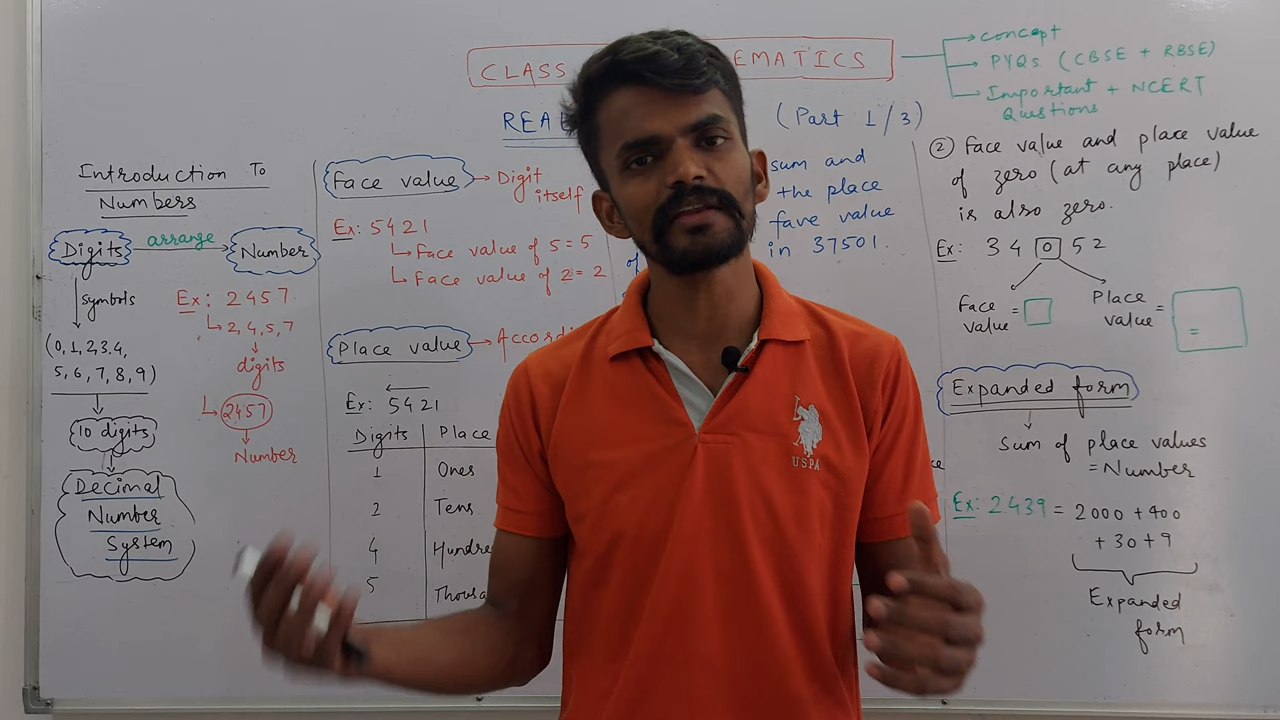 CLASS EMATICS
concept
PYQs (CBSE + RBSE)
Important + NCERT
Questions
REAL
(Part 1/3)
Introduction To
Numbers
Digits arrange Number
symbols
(0,1,2,3,4,
5,6,7,8,9)
10 digits
Decimal
Number
System
Ex: 2457
2,4,5,7
digits
2457
Number
Face value Digit
itself
Ex: 5421
Face value of 5 = 5
Face value of 2 = 2
Place value Accordi
Ex: 5421
Digits Place
1 Ones
2 Tens
4 Hundre
5 Thousa
sum and
the place
fave value
of in 37501.
② Face value and place value
of zero (at any place)
is also zero.
Ex: 3 4 0 5 2
Face
value =
Place
value =
=
Expanded form
Sum of place values
= Number
Ex: 2439 = 2000 + 400
+ 30 + 9
Expanded
form
USPA